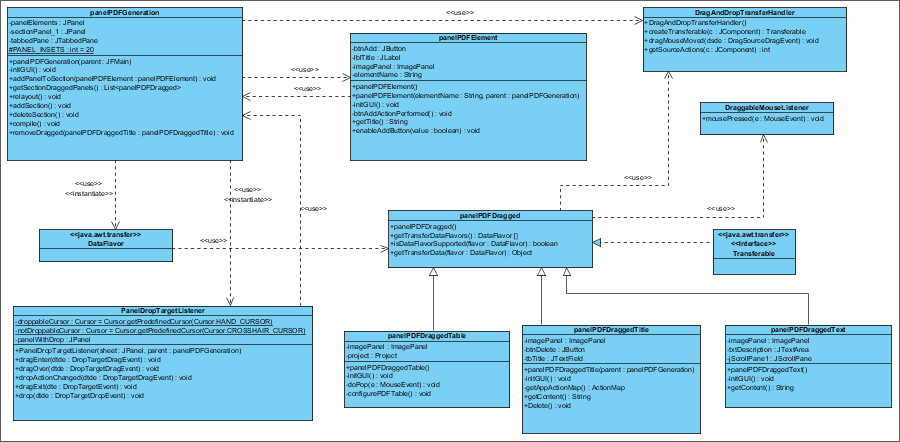 panelPDFGeneration
-panelElements : JPanel
-sectionPanel_1 : JPanel
-tabbedPane : JTabbedPane
#PANEL_INSETS : int = 20
+panelPDFGeneration(parent : JFMain)
-initGUI() : void
+addPanelToSection(panelPDFElement : panelPDFElement) : void
+getSectionDraggedPanels() : List<panelPDFDragged>
+relayout() : void
+addSection() : void
+deleteSection() : void
+compile() : void
+removeDragged(panelPDFDraggedTitle : panelPDFDraggedTitle) : void
<<use>>
<<use>>
<<use>>
panelPDFElement
-btnAdd : JButton
-lblTitle : JLabel
-imagePanel : ImagePanel
-elementName : String
+panelPDFElement()
+panelPDFElement(elementName : String, parent : panelPDFGeneration)
-initGUI() : void
-btnAddActionPerformed() : void
+getTitle() : String
+enableAddButton(value : boolean) : void
DragAndDropTransferHandler
+DragAndDropTransferHandler()
+createTransferable(c : JComponent) : Transferable
+dragMouseMoved(dsde : DragSourceDragEvent) : void
+getSourceActions(c : JComponent) : int
DraggableMouseListener
+mousePressed(e : MouseEvent) : void
<<use>>
<<instantiate>>
<<use>>
<<instantiate>>
<<use>>
<<use>>
<<use>>
<<java.awt.transfer>>
DataFlavor
<<use>>
panelPDFDragged
+panelPDFDragged()
+getTransferDataFlavors() : DataFlavor []
+isDataFlavorSupported(flavor : DataFlavor) : boolean
+getTransferData(flavor : DataFlavor) : Object
<<java.awt.transfer>>
<<Interface>>
Transferable
PanelDropTargetListener
-droppableCursor : Cursor = Cursor.getPredefinedCursor(Cursor.HAND_CURSOR)
-notDroppableCursor : Cursor = Cursor.getPredefinedCursor(Cursor.CROSSHAIR_CURSOR)
-panelWithDrop : JPanel
+PanelDropTargetListener(sheet : JPanel, parent : panelPDFGeneration)
+dragEnter(dtde : DropTargetDragEvent) : void
+dragOver(dtde : DropTargetDragEvent) : void
+dropActionChanged(dtde : DropTargetDragEvent) : void
+dragExit(dte : DropTargetEvent) : void
+drop(dtde : DropTargetDropEvent) : void
panelPDFDraggedTable
-imagePanel : ImagePanel
-project : Project
+panelPDFDraggedTable()
-initGUI() : void
-doPop(e : MouseEvent) : void
-configurePDFTable() : void
panelPDFDraggedTitle
-imagePanel : ImagePanel
-btnDelete : JButton
-tbTitle : JTextField
+panelPDFDraggedTitle(parent : panelPDFGeneration)
-initGUI() : void
-getAppActionMap() : ActionMap
+getContent() : String
+Delete() : void
panelPDFDraggedText
-imagePanel : ImagePanel
-txtDescription : JTextArea
-jScrollPane1 : JScrollPane
+panelPDFDraggedText()
-initGUI() : void
+getContent() : String